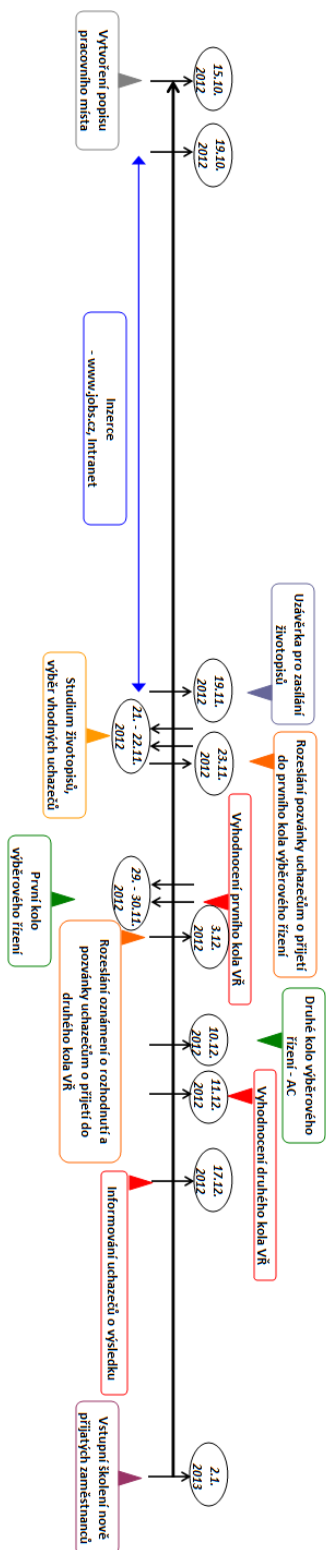 15.10.
2012
Vytvoření popisu
pracovního místa
19.10.
2012
Inzerce
- www.jobs.cz, Intranet
Uzávěrka pro zasílání
životopisů
19.11.
2012
21. - 22.11.
2012
Studium životopisů,
výběr vhodných uchazečů
Rozeslání pozvánky uchazečům o přijetí
do prvního kola výběrového řízení
23.11.
2012
29. - 30.11.
2012
První kolo
výběrového řízení
Vyhodnocení prvního kola VŘ
3.12.
2012
Rozeslání oznámení o rozhodnutí a
pozvánky uchazečům o přijetí do
druhého kola VŘ
Druhé kolo výběrového
řízení - AC
10.12.
2012
Vyhodnocení druhého kola VŘ
11.12.
2012
17.12.
2012
Informování uchazečů o výsledku
2.1.
2013
Vstupní školení nově
přijatých zaměstnanců